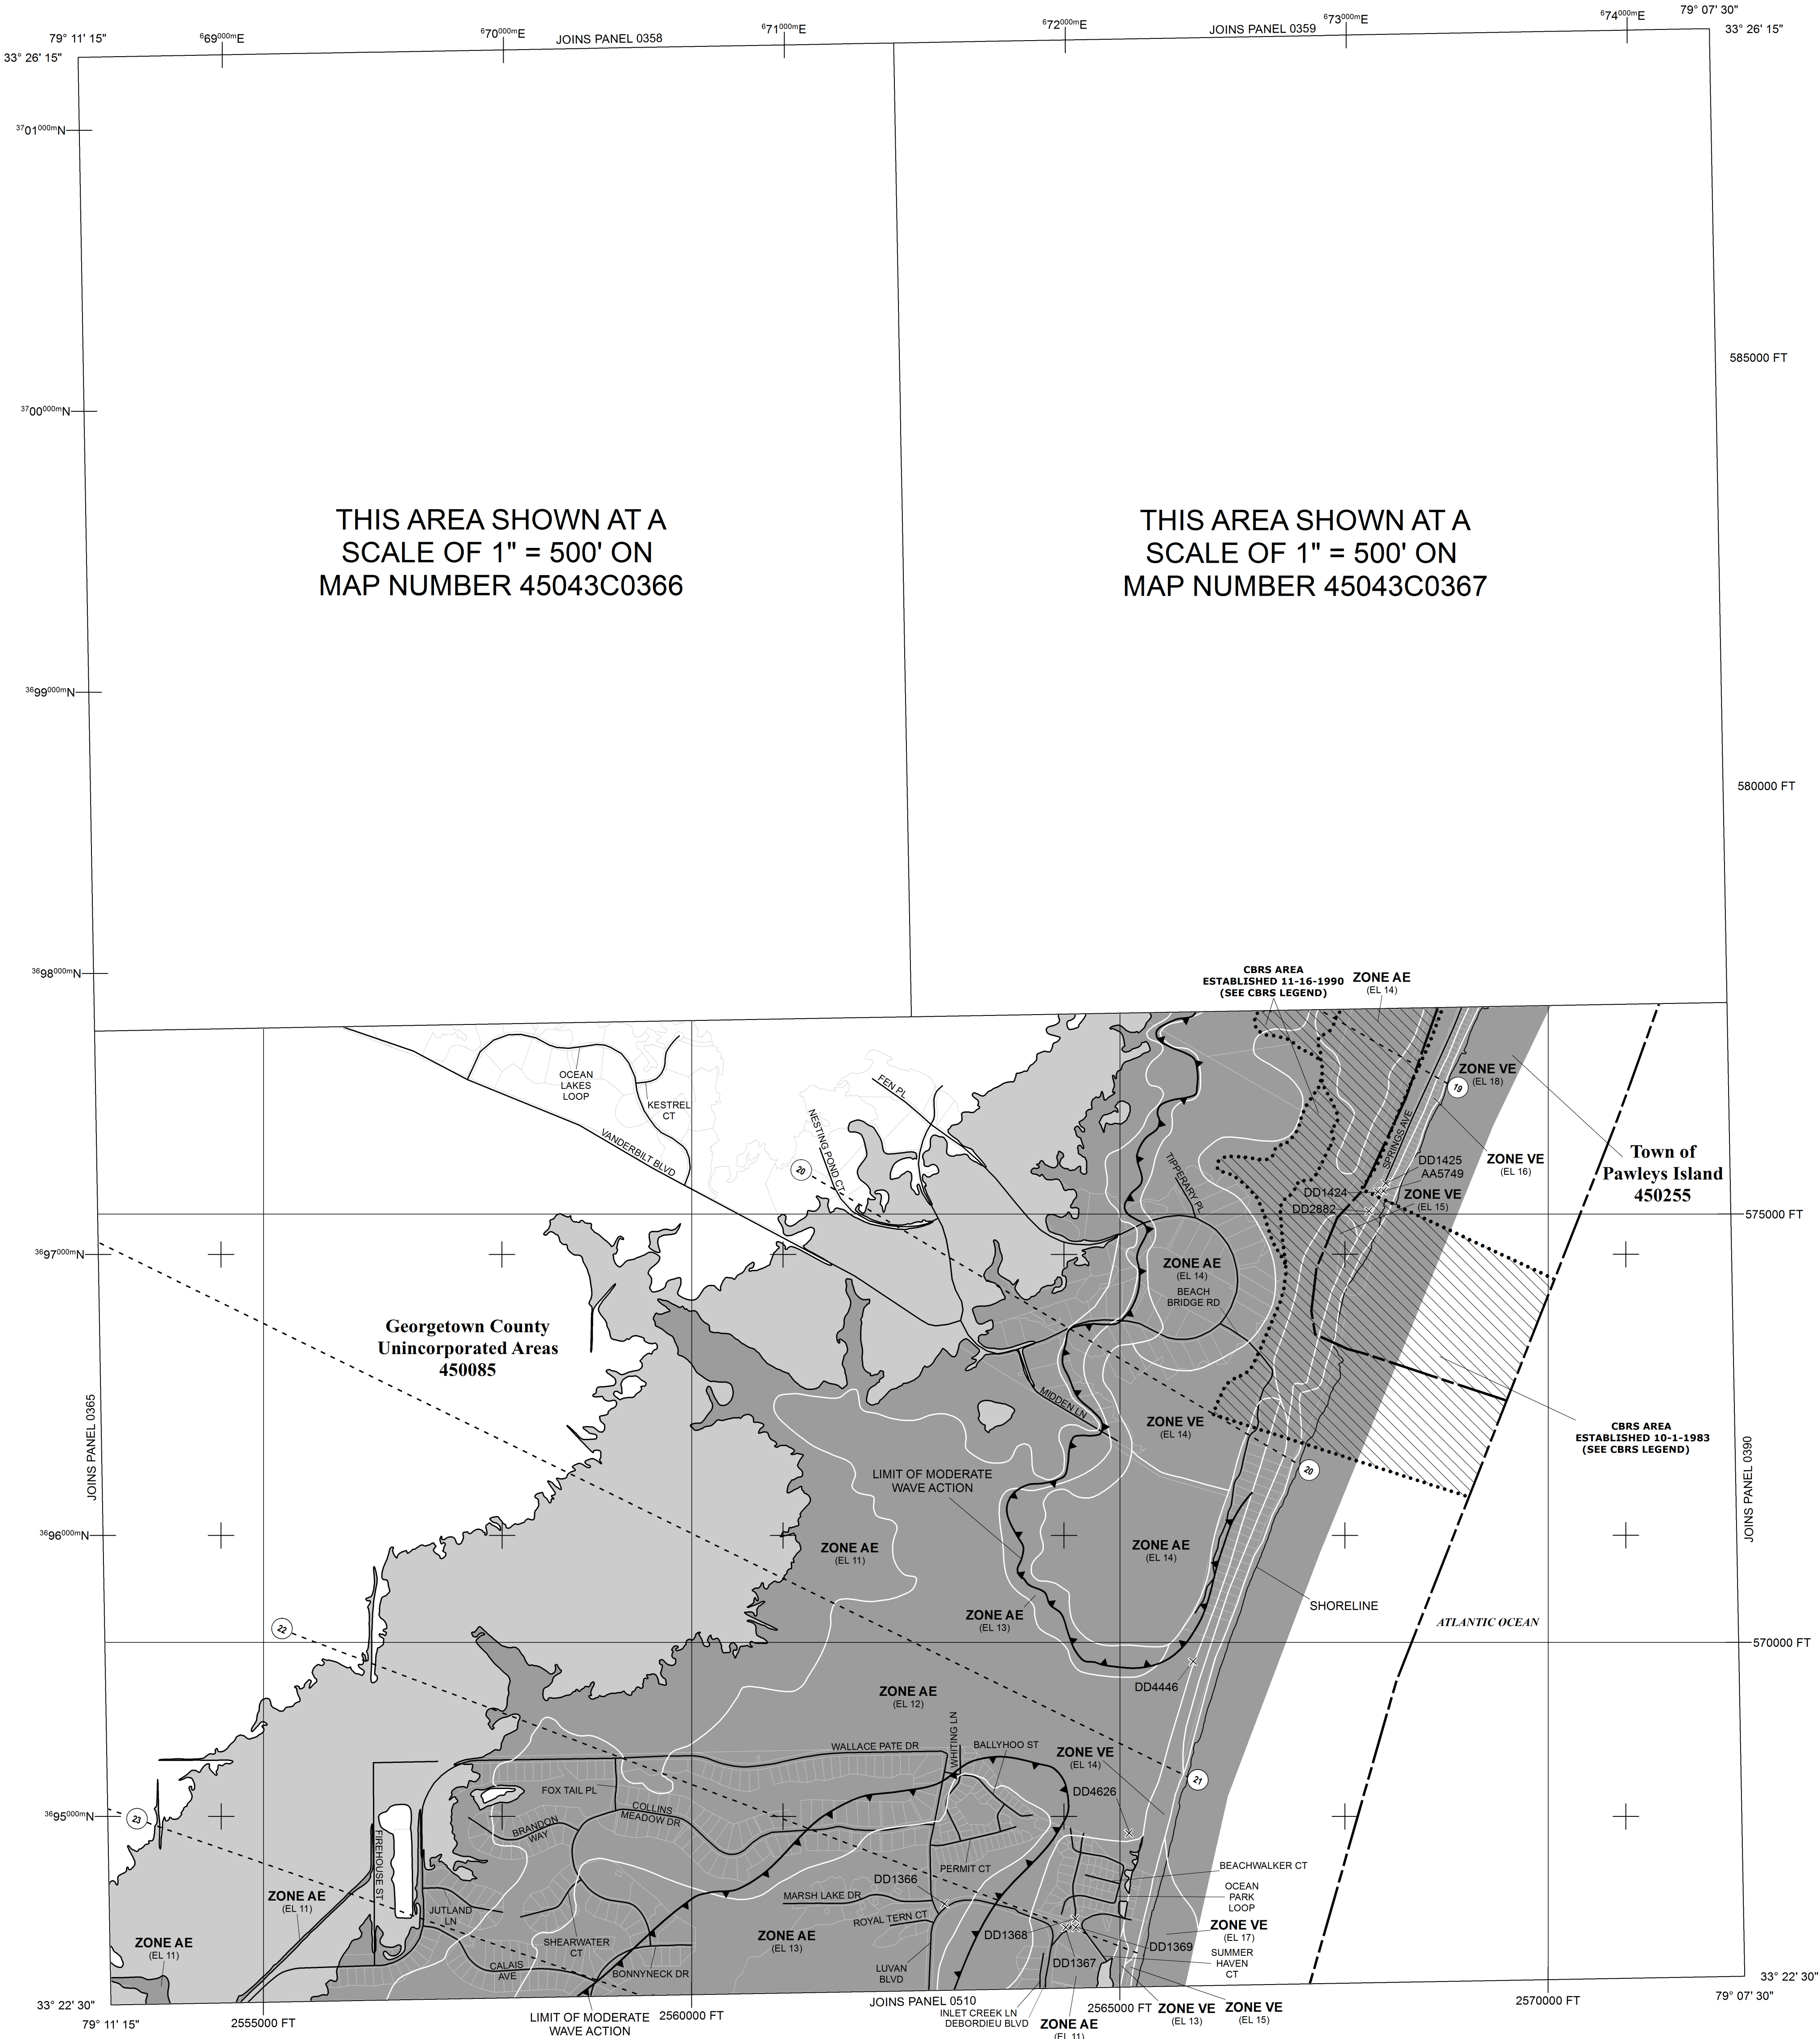 79° 11' 15"
669000mE
670000mE
JOINS PANEL 0358
671000mE
672000mE
JOINS PANEL 0359
673000mE
674000mE
79° 07' 30"
33° 26' 15"
33° 26' 15"
3701000mN
585000 FT
3700000mN
THIS AREA SHOWN AT A
SCALE OF 1" = 500' ON
MAP NUMBER 45043C0366
THIS AREA SHOWN AT A
SCALE OF 1" = 500' ON
MAP NUMBER 45043C0367
3699000mN
580000 FT
3698000mN
CBRS AREA
ESTABLISHED 11-16-1990
(SEE CBRS LEGEND)
ZONE AE
(EL 14)
OCEAN
LAKES
LOOP
KESTREL
CT
VANDERBILT BLVD
NESTING POND CT
FEN PL
20
TIPPERARY PL
SPRINGS AVE
ZONE VE
(EL 18)
19
ZONE VE
(EL 16)
Town of
Pawleys Island
450255
DD1425
AA5749
DD1424
DD2882
ZONE VE
(EL 15)
575000 FT
3697000mN
ZONE AE
(EL 14)
BEACH
BRIDGE RD
Georgetown County
Unincorporated Areas
450085
MIDDEN LN
ZONE VE
(EL 14)
20
CBRS AREA
ESTABLISHED 10-1-1983
(SEE CBRS LEGEND)
JOINS PANEL 0365
JOINS PANEL 0390
LIMIT OF MODERATE
WAVE ACTION
3696000mN
ZONE AE
(EL 11)
ZONE AE
(EL 14)
ZONE AE
(EL 13)
SHORELINE
ATLANTIC OCEAN
22
570000 FT
DD4446
ZONE AE
(EL 12)
WALLACE PATE DR
WHITING LN
BALLYHOO ST
ZONE VE
(EL 14)
21
DD4626
FOX TAIL PL
COLLINS
MEADOW DR
BRANDON
WAY
3695000mN
23
FIREHOUSE ST
PERMIT CT
BEACHWALKER CT
DD1366
OCEAN
PARK
LOOP
ZONE AE
(EL 11)
MARSH LAKE DR
JUTLAND
LN
ROYAL TERN CT
ZONE VE
(EL 17)
ZONE AE
(EL 11)
SHEARWATER
CT
ZONE AE
(EL 13)
DD1368
DD1369
DD1367
SUMMER
HAVEN
CT
CALAIS
AVE
BONNYNECK DR
LUVAN
BLVD
33° 22' 30"
33° 22' 30"
JOINS PANEL 0510
INLET CREEK LN
DEBORDIEU BLVD
79° 11' 15"
2555000 FT
LIMIT OF MODERATE
WAVE ACTION
2560000 FT
ZONE AE
(EL 11)
2565000 FT
ZONE VE
(EL 13)
ZONE VE
(EL 15)
2570000 FT
79° 07' 30"